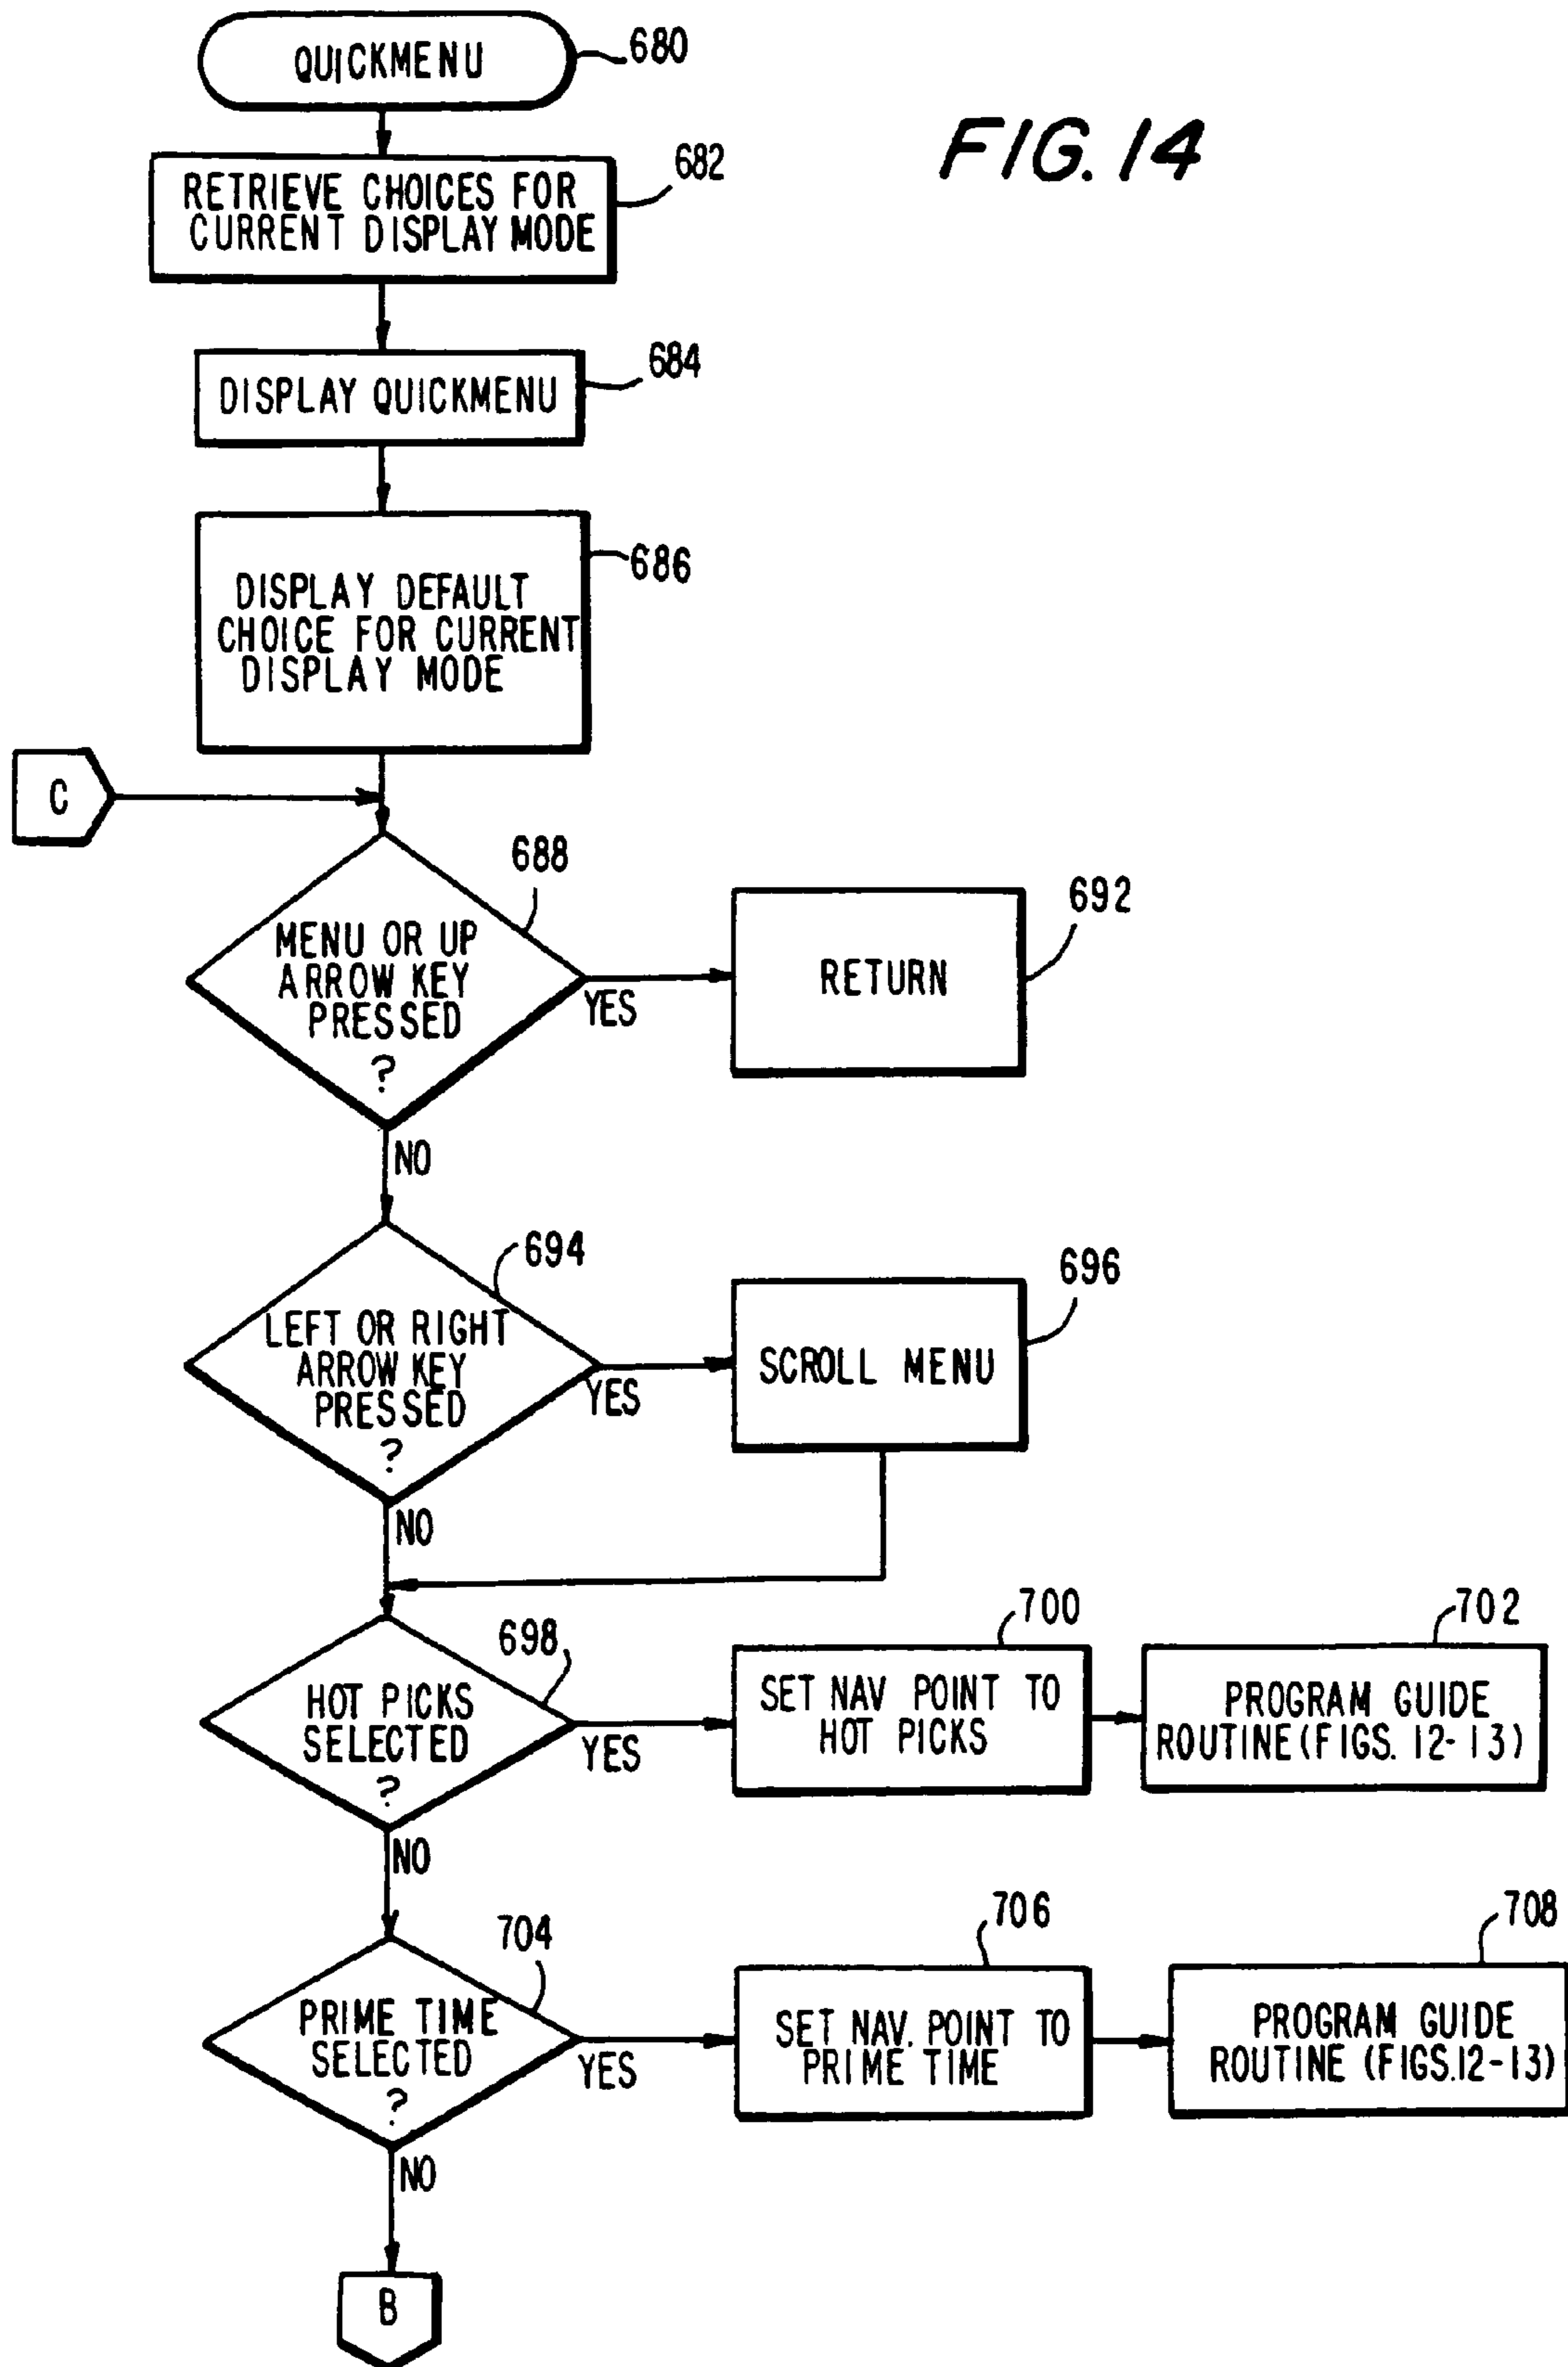 QUICKMENU
680
FIG. 14
682
RETRIEVE CHOICES FOR
CURRENT DISPLAY MODE
684
DISPLAY QUICKMENU
686
DISPLAY DEFAULT
CHOICE FOR CURRENT
DISPLAY MODE
C
688
MENU OR UP
ARROW KEY
PRESSED
?
YES
692
RETURN
NO
694
LEFT OR RIGHT
ARROW KEY
PRESSED
?
YES
696
SCROLL MENU
NO
698
HOT PICKS
SELECTED
?
YES
700
SET NAV POINT TO
HOT PICKS
702
PROGRAM GUIDE
ROUTINE (FIGS. 12-13)
NO
704
PRIME TIME
SELECTED
?
YES
706
SET NAV. POINT TO
PRIME TIME
708
PROGRAM GUIDE
ROUTINE (FIGS.12-13)
NO
B